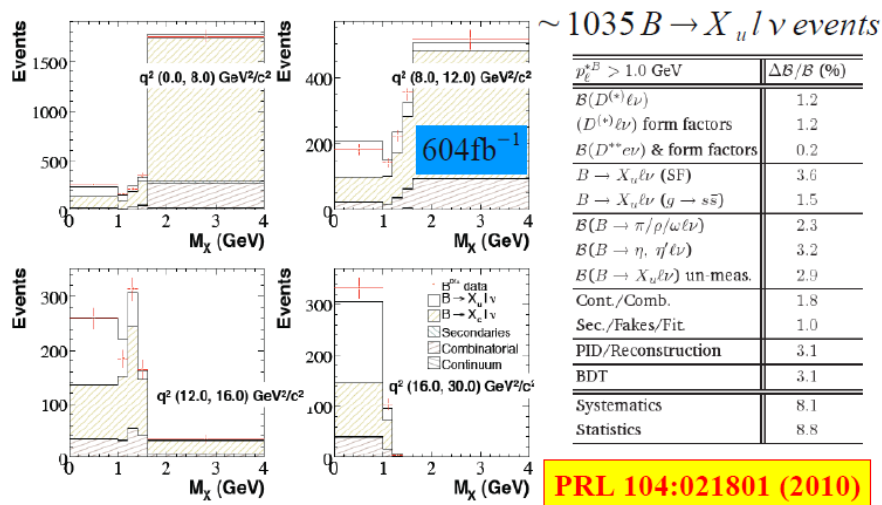 ~ 1035 B → X_u l ν events
Events
1500
1000
500
0
q² (0.0, 8.0) GeV²/c²
0 1 2 3 4
M_X (GeV)
Events
400
200
0
q² (8.0, 12.0) GeV²/c²
604fb⁻¹
0 1 2 3 4
M_X (GeV)
Events
300
200
100
0
q² (12.0, 16.0) GeV²/c²
0 1 2 3 4
M_X (GeV)
Events
300
200
100
0
data
B → X_u l ν
B → X_c l ν
Secondaries
Combinatorial
Continuum
q² (16.0, 30.0) GeV²/c²
0 1 2 3 4
M_X (GeV)
p_ℓ^{*B} > 1.0 GeV ΔB/B (%)
B(D^(*)ℓν) 1.2
(D^(*)ℓν) form factors 1.2
B(D^**eν) & form factors 0.2
B → X_uℓν (SF) 3.6
B → X_uℓν (g → ss̄) 1.5
B(B → π/ρ/ωℓν) 2.3
B(B → η, η′ℓν) 3.2
B(B → X_uℓν) un-meas. 2.9
Cont./Comb. 1.8
Sec./Fakes/Fit. 1.0
PID/Reconstruction 3.1
BDT 3.1
Systematics 8.1
Statistics 8.8
PRL 104:021801 (2010)